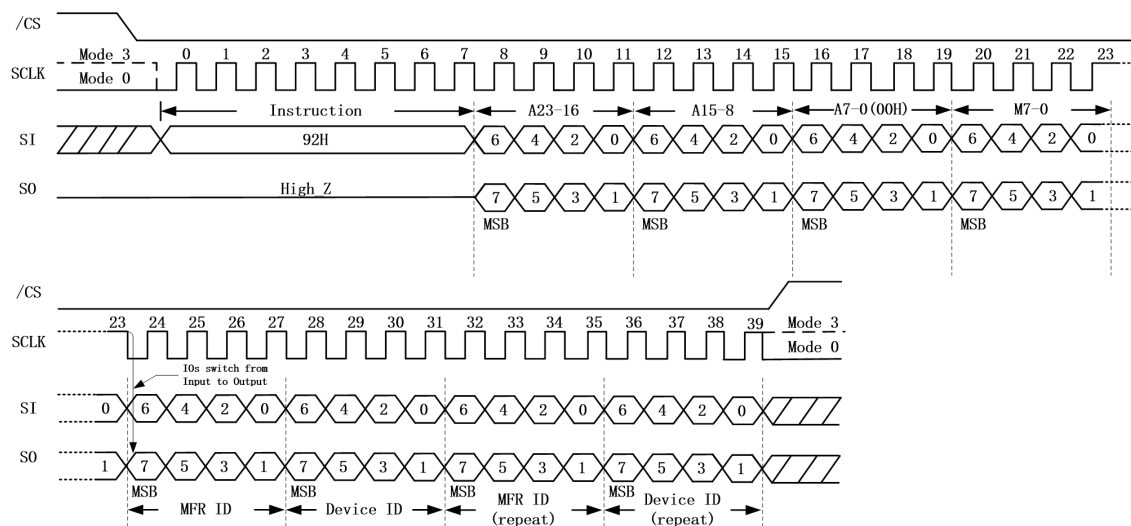 /CS
Mode 3 0 1 2 3 4 5 6 7 8 9 10 11 12 13 14 15 16 17 18 19 20 21 22 23
SCLK
Mode 0
Instruction A23-16 A15-8 A7-0(00H) M7-0
SI 92H 6 4 2 0 6 4 2 0 6 4 2 0 6 4 2 0
SO High_Z 7 5 3 1 7 5 3 1 7 5 3 1 7 5 3 1
MSB MSB MSB MSB
/CS
23 24 25 26 27 28 29 30 31 32 33 34 35 36 37 38 39 Mode 3
SCLK
Mode 0
IOs switch from
Input to Output
SI 0 6 4 2 0 6 4 2 0 6 4 2 0 6 4 2 0
SO 1 7 5 3 1 7 5 3 1 7 5 3 1 7 5 3 1
MSB MSB MSB MSB
MFR ID Device ID MFR ID Device ID
(repeat) (repeat)